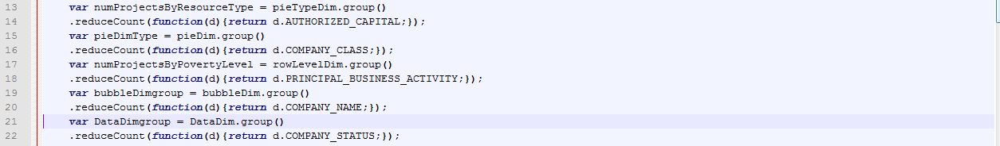 13 var numProjectsByResourceType = pieTypeDim.group()
14 .reduceCount(function(d){return d.AUTHORIZED_CAPITAL;});
15 var pieDimType = pieDim.group()
16 .reduceCount(function(d){return d.COMPANY_CLASS;});
17 var numProjectsByPovertyLevel = rowLevelDim.group()
18 .reduceCount(function(d){return d.PRINCIPAL_BUSINESS_ACTIVITY;});
19 var bubbleDimgroup = bubbleDim.group()
20 .reduceCount(function(d){return d.COMPANY_NAME;});
21 var DataDimgroup = DataDim.group()
22 .reduceCount(function(d){return d.COMPANY_STATUS;});